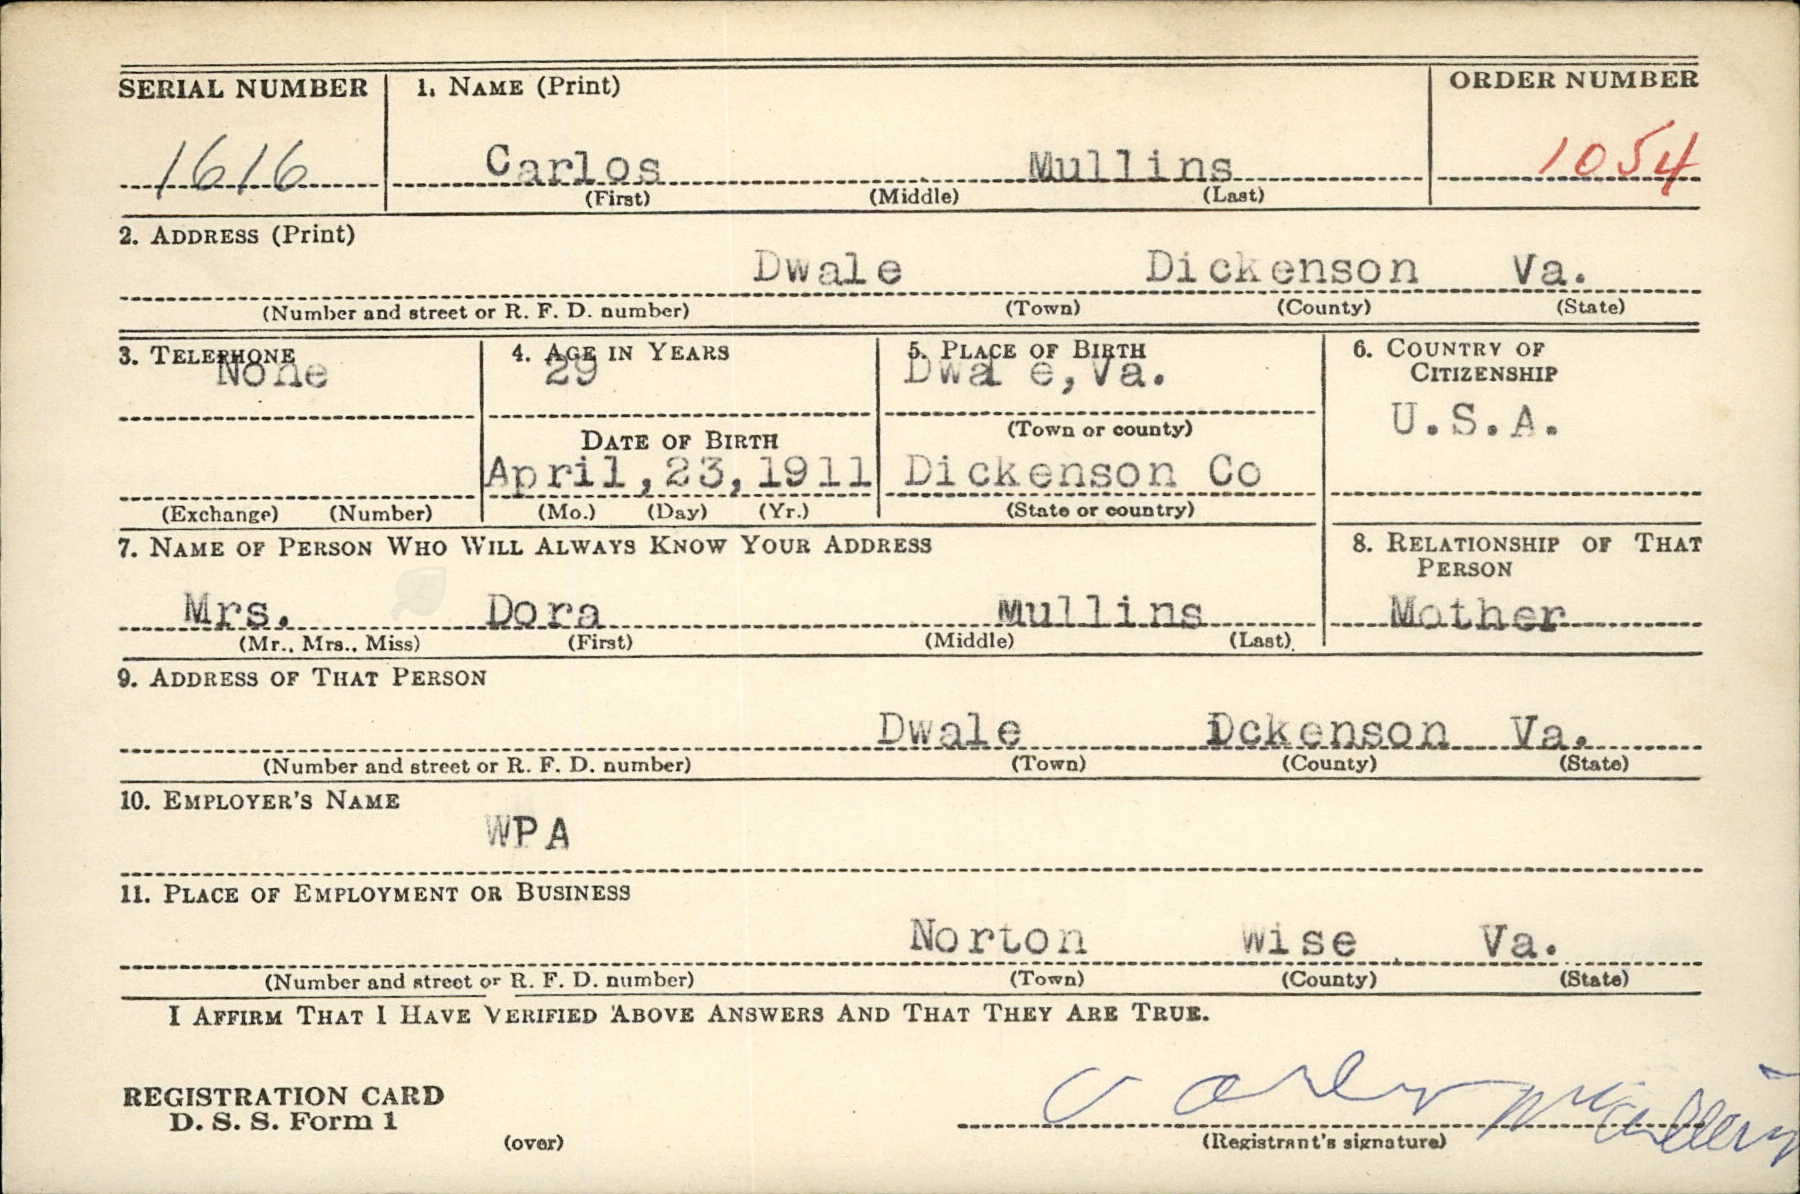 SERIAL NUMBER 1. NAME (Print) ORDER NUMBER
1616 Carlos Mullins 1054
(First) (Middle) (Last)
2. ADDRESS (Print)
Dwale Dickenson Va.
(Number and street or R. F. D. number) (Town) (County) (State)
3. TELEPHONE 4. AGE IN YEARS 5. PLACE OF BIRTH 6. COUNTRY OF
CITIZENSHIP
None 29 Dwa e, Va.
U.S.A.
DATE OF BIRTH (Town or county)
April,23,1911 Dickenson Co
(Exchange) (Number) (Mo.) (Day) (Yr.) (State or country)
7. NAME OF PERSON WHO WILL ALWAYS KNOW YOUR ADDRESS 8. RELATIONSHIP OF THAT
PERSON
Mrs. Dora Mullins Mother
(Mr., Mrs., Miss) (First) (Middle) (Last)
9. ADDRESS OF THAT PERSON
Dwale Dckenson Va.
(Number and street or R. F. D. number) (Town) (County) (State)
10. EMPLOYER'S NAME
WPA
11. PLACE OF EMPLOYMENT OR BUSINESS
Norton Wise Va.
(Number and street or R. F. D. number) (Town) (County) (State)
I AFFIRM THAT I HAVE VERIFIED ABOVE ANSWERS AND THAT THEY ARE TRUE.
REGISTRATION CARD
D. S. S. Form 1
(over)
Carlos Mullins
(Registrant's signature)